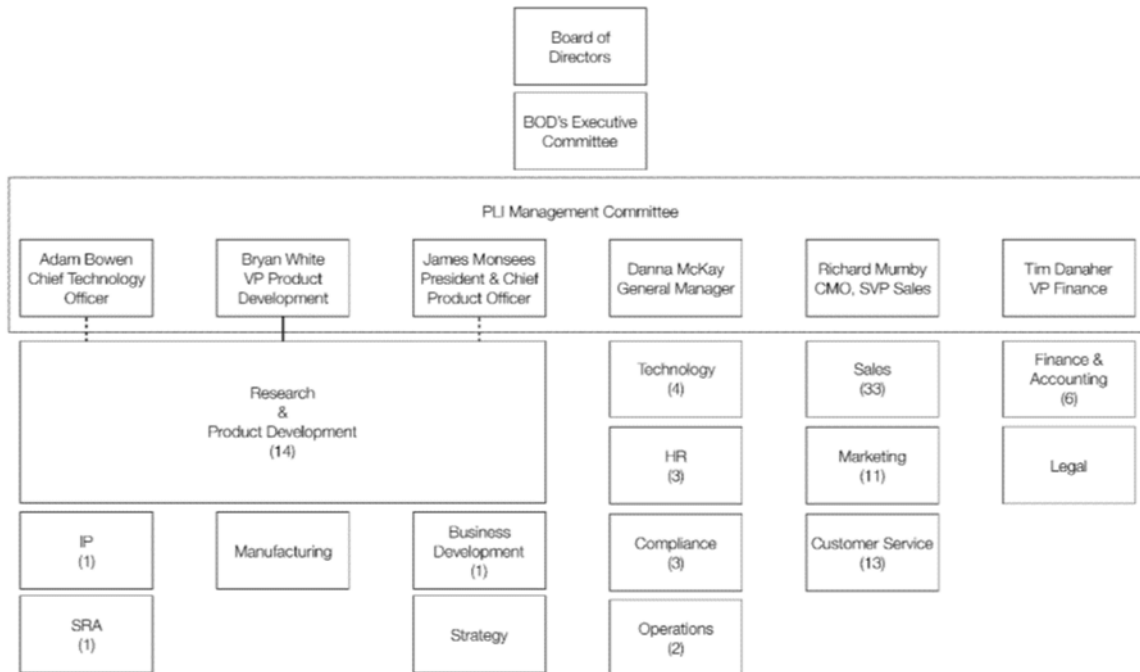 Board of
Directors
BOD's Executive
Committee
PLI Management Committee
Adam Bowen
Chief Technology
Officer
Bryan White
VP Product
Development
James Monsees
President & Chief
Product Officer
Danna McKay
General Manager
Richard Mumby
CMO, SVP Sales
Tim Danaher
VP Finance
Research
&
Product Development
(14)
Technology
(4)
Sales
(33)
Finance &
Accounting
(6)
HR
(3)
Marketing
(11)
Legal
IP
(1)
Manufacturing
Business
Development
(1)
Compliance
(3)
Customer Service
(13)
SRA
(1)
Strategy
Operations
(2)